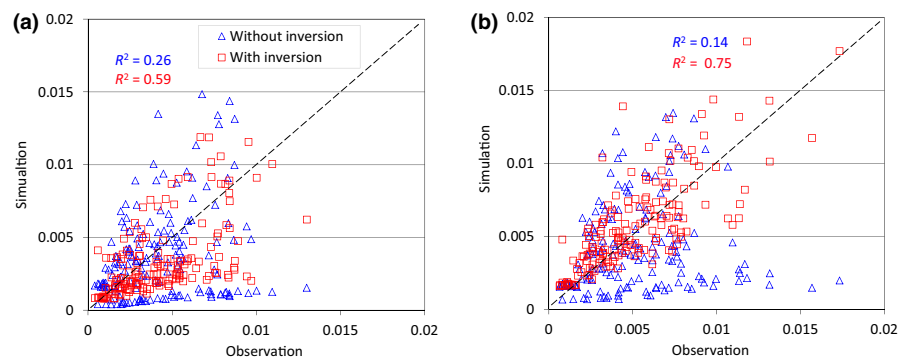 (a)
0.02
0.015
0.01
0.005
0
Simualtion
R² = 0.26
R² = 0.59
Without inversion
With inversion
0
0.005
0.01
0.015
0.02
Observation
(b)
0.02
0.015
0.01
0.005
0
Simulation
R² = 0.14
R² = 0.75
0
0.005
0.01
0.015
0.02
Observation